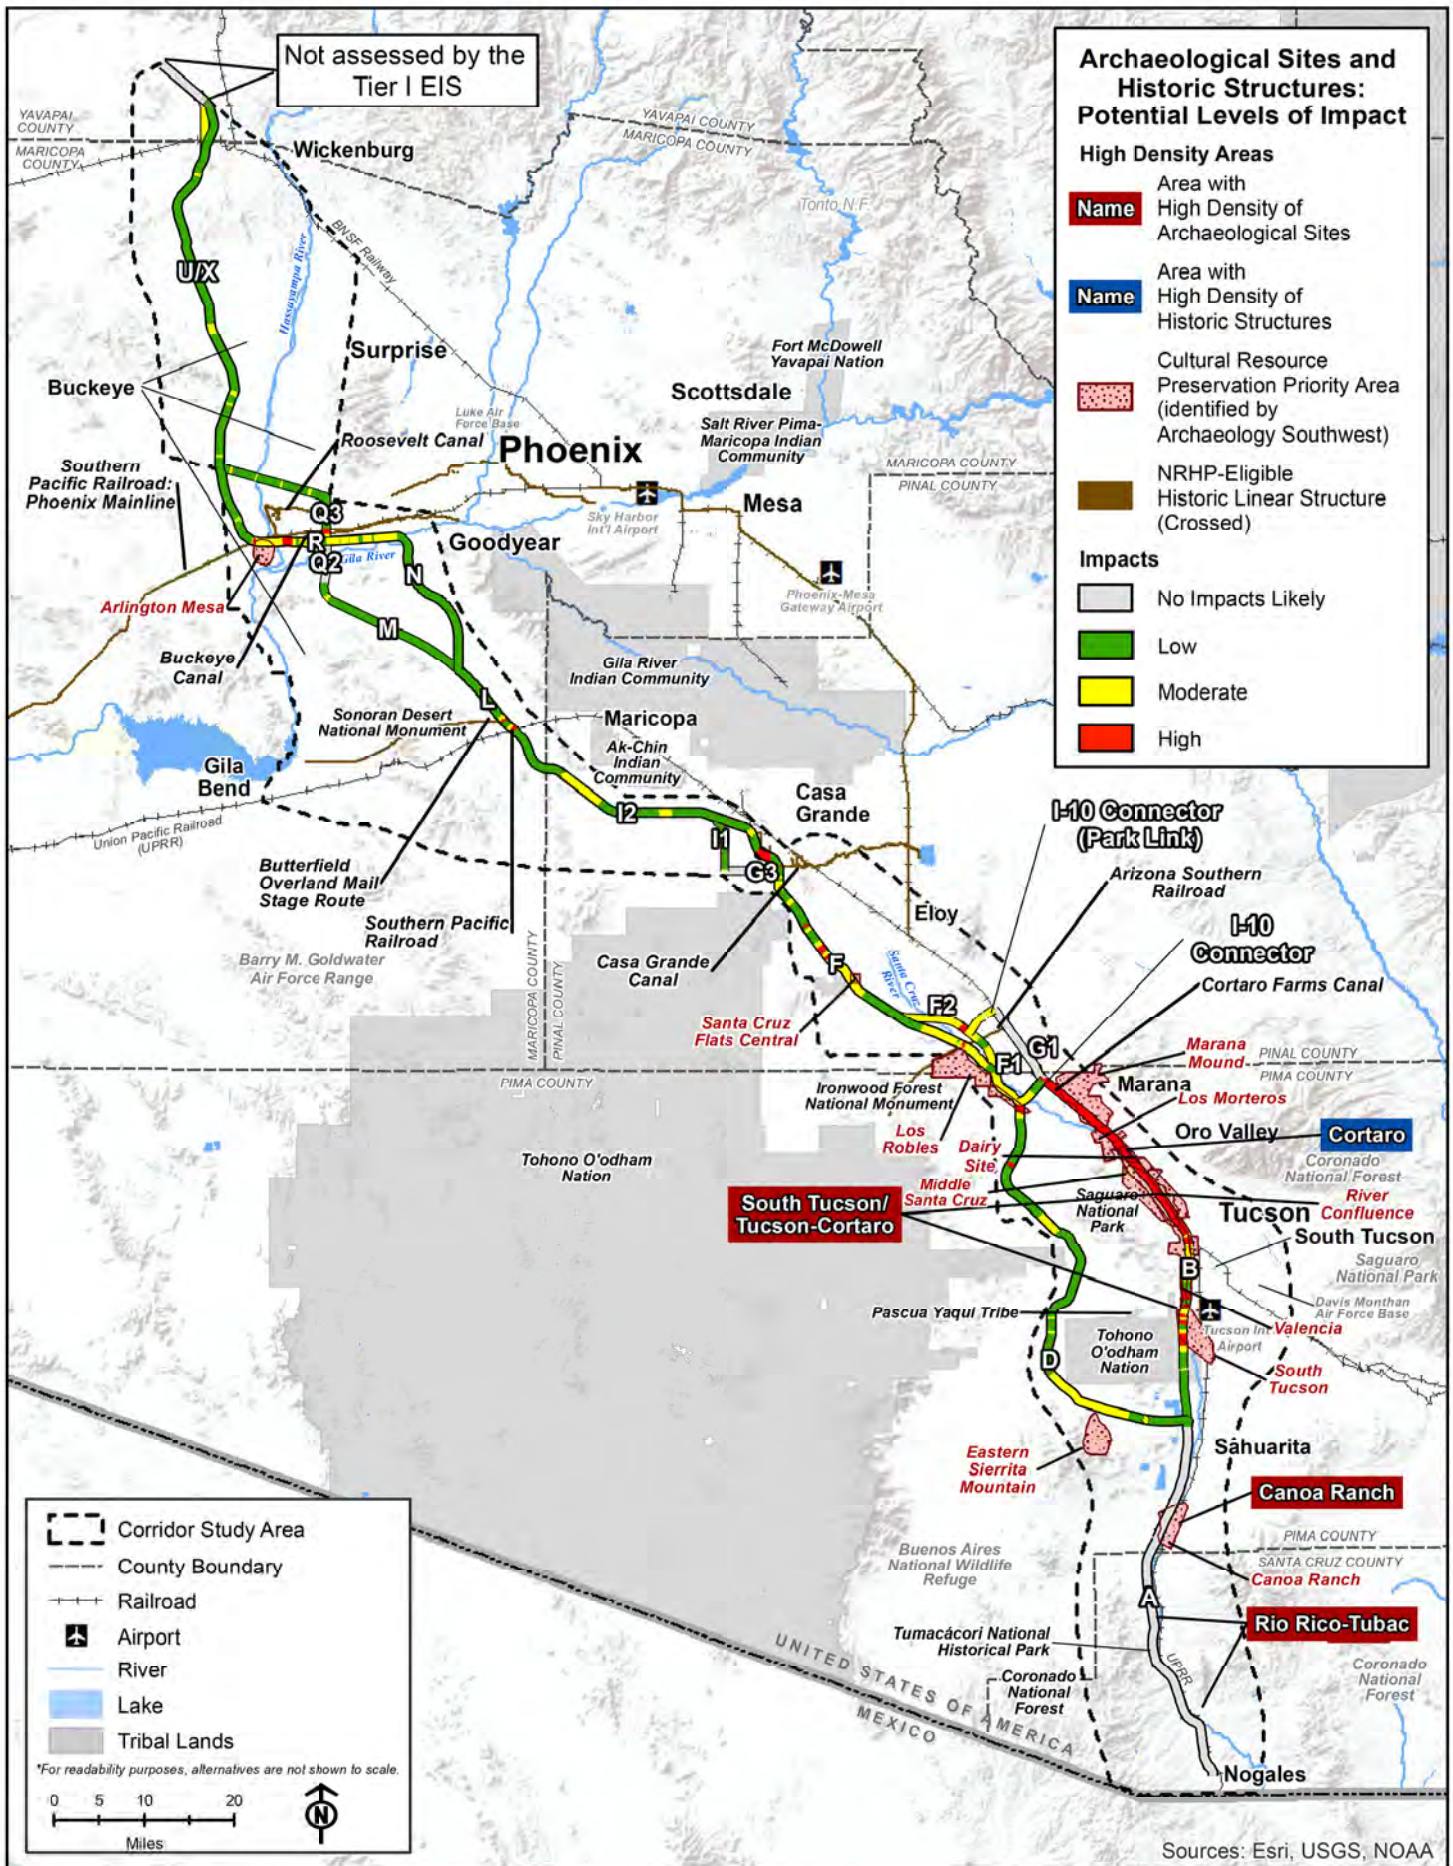 Not assessed by the
Tier I EIS
Archaeological Sites and
Historic Structures:
Potential Levels of Impact
High Density Areas
Name
Area with
High Density of
Archaeological Sites
Name
Area with
High Density of
Historic Structures
Cultural Resource
Preservation Priority Area
(identified by
Archaeology Southwest)
NRHP-Eligible
Historic Linear Structure
(Crossed)
Impacts
No Impacts Likely
Low
Moderate
High
YAVAPAI
COUNTY
MARICOPA
COUNTY
YAVAPAI COUNTY
MARICOPA COUNTY
Wickenburg
Tonto N.F.
BNSF Railway
Hassayampa River
U/X
Surprise
Buckeye
Fort McDowell
Yavapai Nation
Scottsdale
Luke Air
Force Base
Salt River Pima-
Maricopa Indian
Community
Roosevelt Canal
Phoenix
Southern
Pacific Railroad:
Phoenix Mainline
MARICOPA COUNTY
PINAL COUNTY
Mesa
Sky Harbor
Int'l Airport
Q3
R
Q2
Gila River
Goodyear
N
Phoenix-Mesa
Gateway Airport
Arlington Mesa
M
Buckeye
Canal
Gila River
Indian Community
L
Sonoran Desert
National Monument
Maricopa
Ak-Chin
Indian
Community
Gila
Bend
Casa
Grande
I-10 Connector
(Park Link)
I2
I1
G3
Union Pacific Railroad
(UPRR)
Butterfield
Overland Mail
Stage Route
Southern Pacific
Railroad
Arizona Southern
Railroad
Eloy
I-10
Connector
Barry M. Goldwater
Air Force Range
MARICOPA COUNTY
PINAL COUNTY
Casa Grande
Canal
F
Santa Cruz
River
Cortaro Farms Canal
F2
Santa Cruz
Flats Central
G1
F1
Marana
Mound
PINAL COUNTY
PIMA COUNTY
PIMA COUNTY
Ironwood Forest
National Monument
Marana
Los Morteros
Los
Robles
Oro Valley
Cortaro
Dairy
Site
Coronado
National Forest
Tohono O'odham
Nation
Middle
Santa Cruz
Saguaro
National
Park
River
Confluence
South Tucson/
Tucson-Cortaro
Tucson
South Tucson
Saguaro
National Park
B
Davis Monthan
Air Force Base
Pascua Yaqui Tribe
Valencia
Tucson Int
Airport
Tohono
O'odham
Nation
D
South
Tucson
Eastern
Sierrita
Mountain
Sahuarita
Canoa Ranch
Buenos Aires
National Wildlife
Refuge
PIMA COUNTY
SANTA CRUZ COUNTY
Canoa Ranch
A
Tumacácori National
Historical Park
Rio Rico-Tubac
UPRR
Coronado
National
Forest
Coronado
National
Forest
UNITED STATES OF AMERICA
MEXICO
Nogales
Corridor Study Area
County Boundary
Railroad
Airport
River
Lake
Tribal Lands
*For readability purposes, alternatives are not shown to scale.
0 5 10 20
Miles
N
Sources: Esri, USGS, NOAA